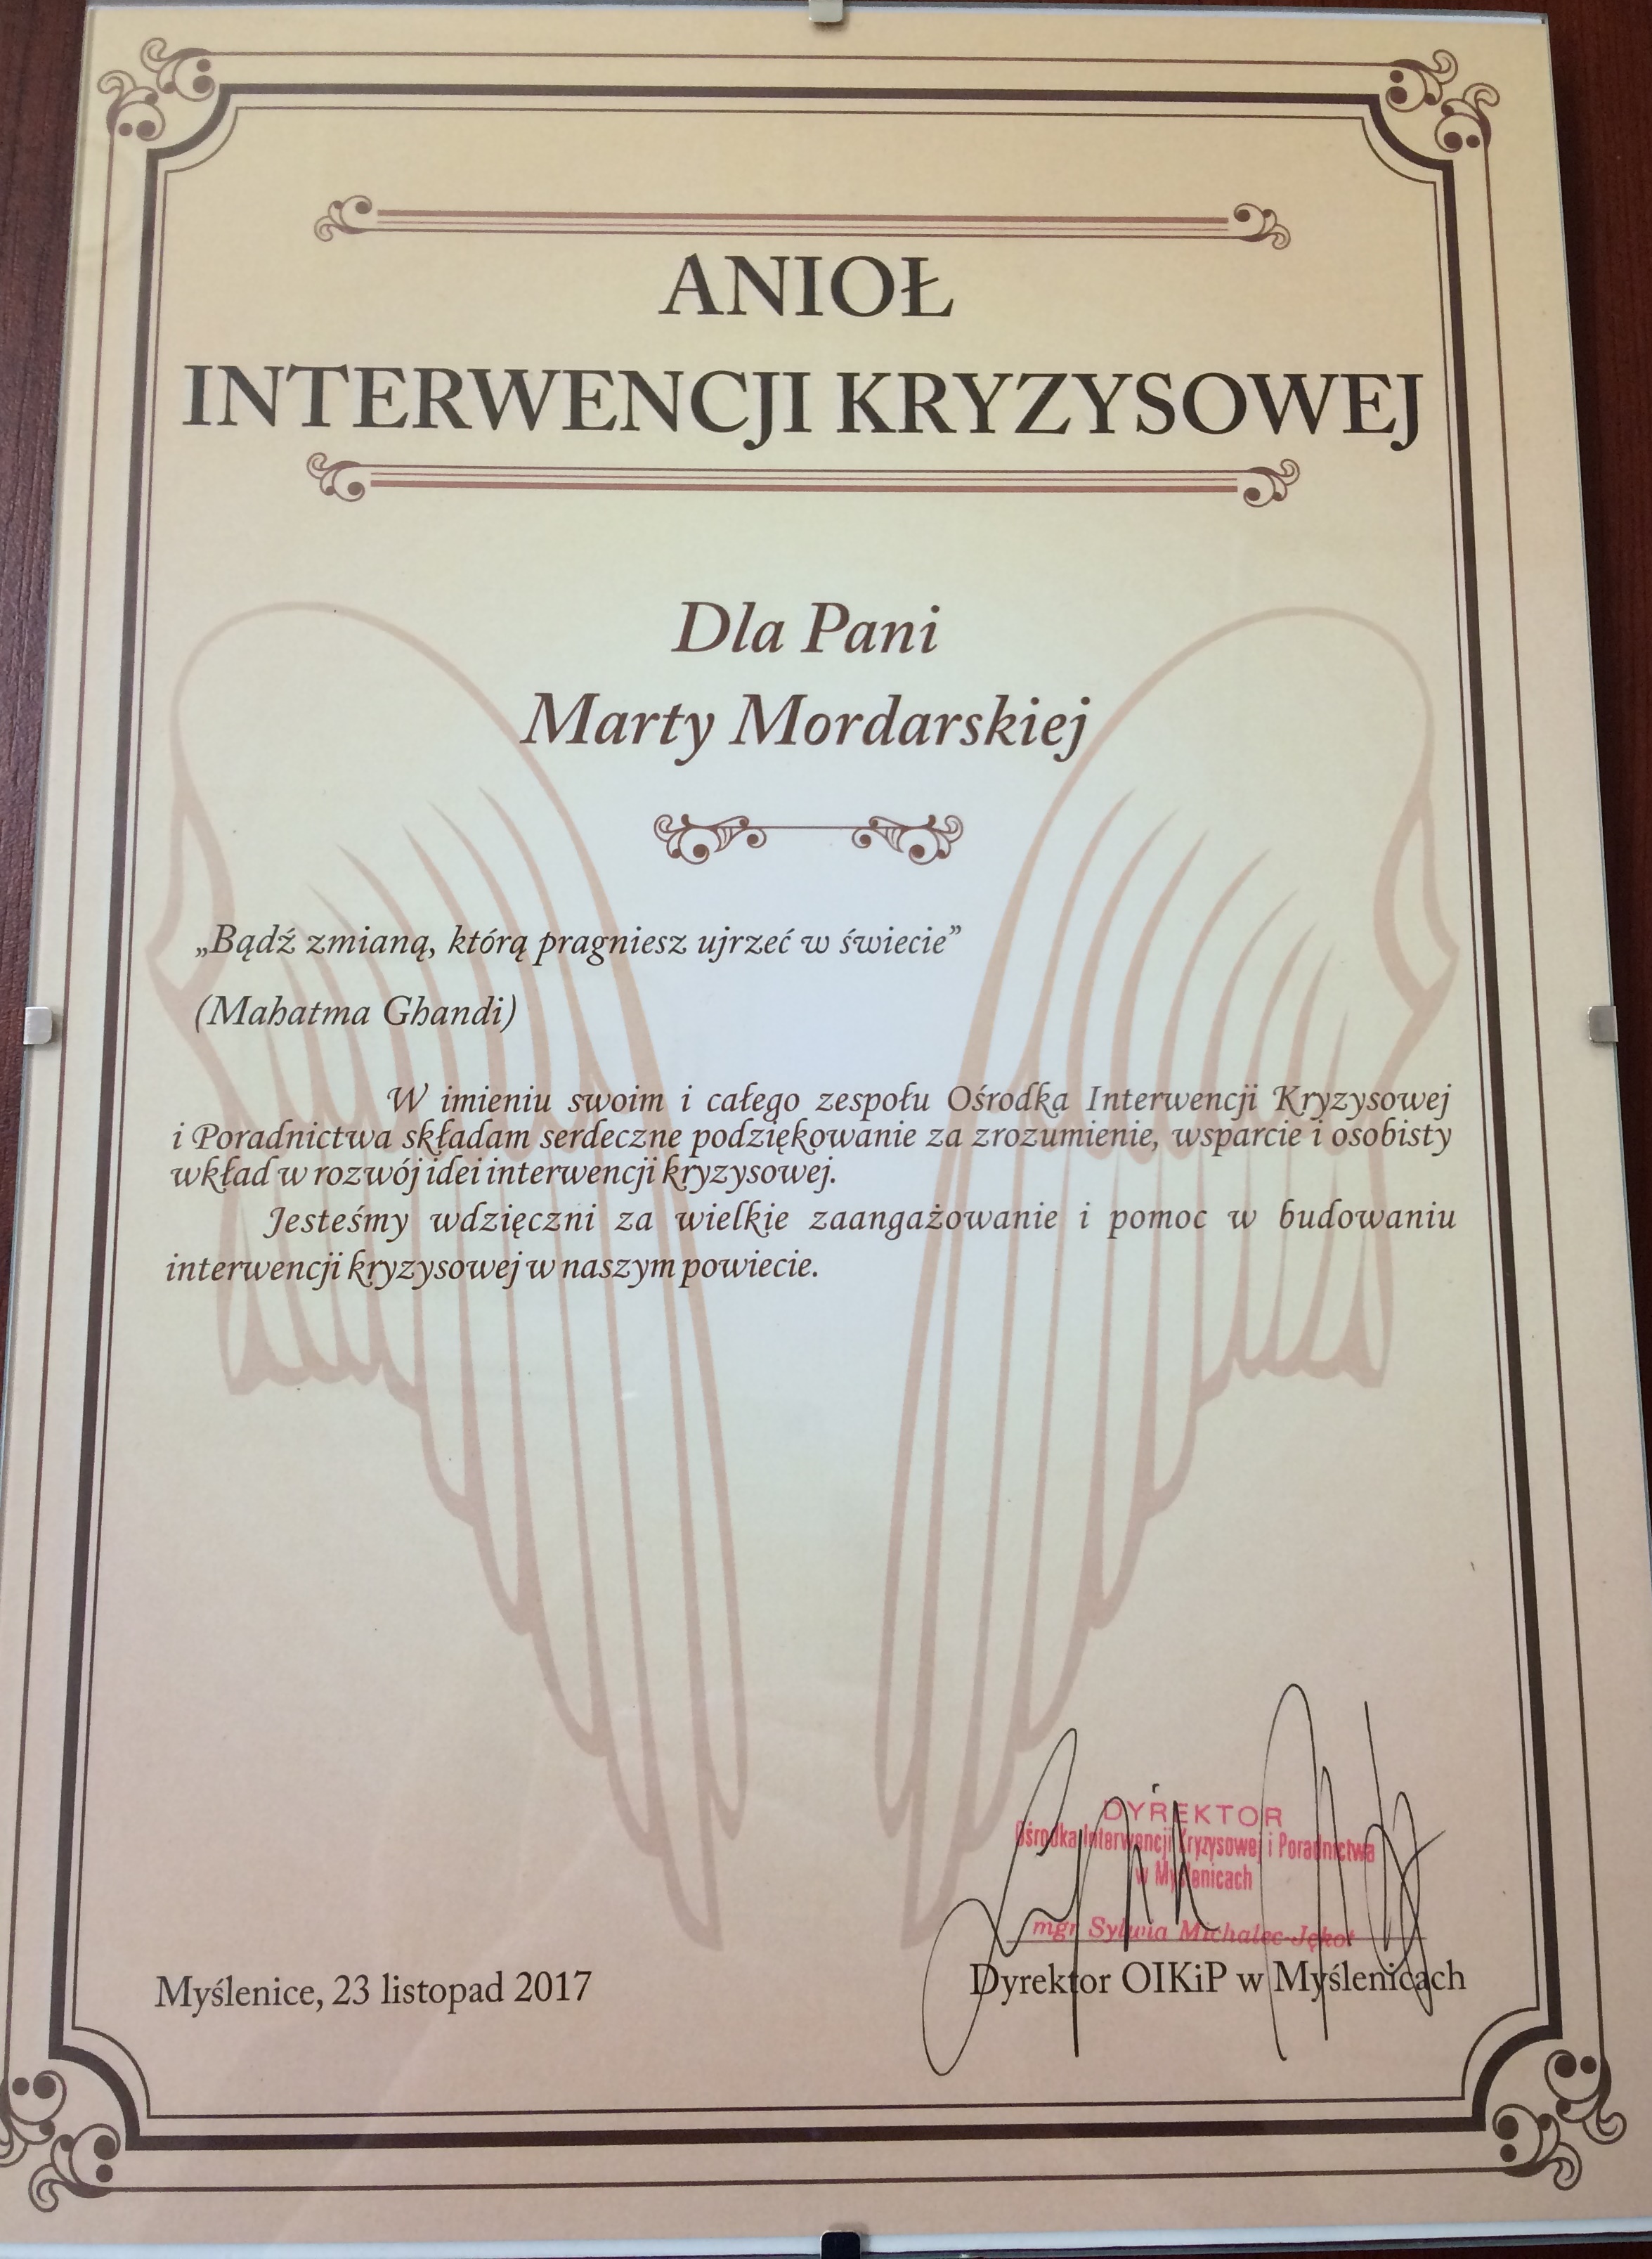 ANIOŁ
INTERWENCJI KRYZYSOWEJ
Dla Pani
Marty Mordarskiej
„Bądź zmianą, którą pragniesz ujrzeć w świecie”
(Mahatma Ghandi)
W imieniu swoim i całego zespołu Ośrodka Interwencji Kryzysowej
i Poradnictwa składam serdeczne podziękowanie za zrozumienie, wsparcie i osobisty
wkład w rozwój idei interwencji kryzysowej.
Jesteśmy wdzięczni za wielkie zaangażowanie i pomoc w budowaniu
interwencji kryzysowej w naszym powiecie.
DYREKTOR
Ośrodka Interwencji Kryzysowej i Poradnictwa
w Myślenicach
mgr Sylwia Michalec-Jękot
Myślenice, 23 listopad 2017
Dyrektor OIKiP w Myślenicach